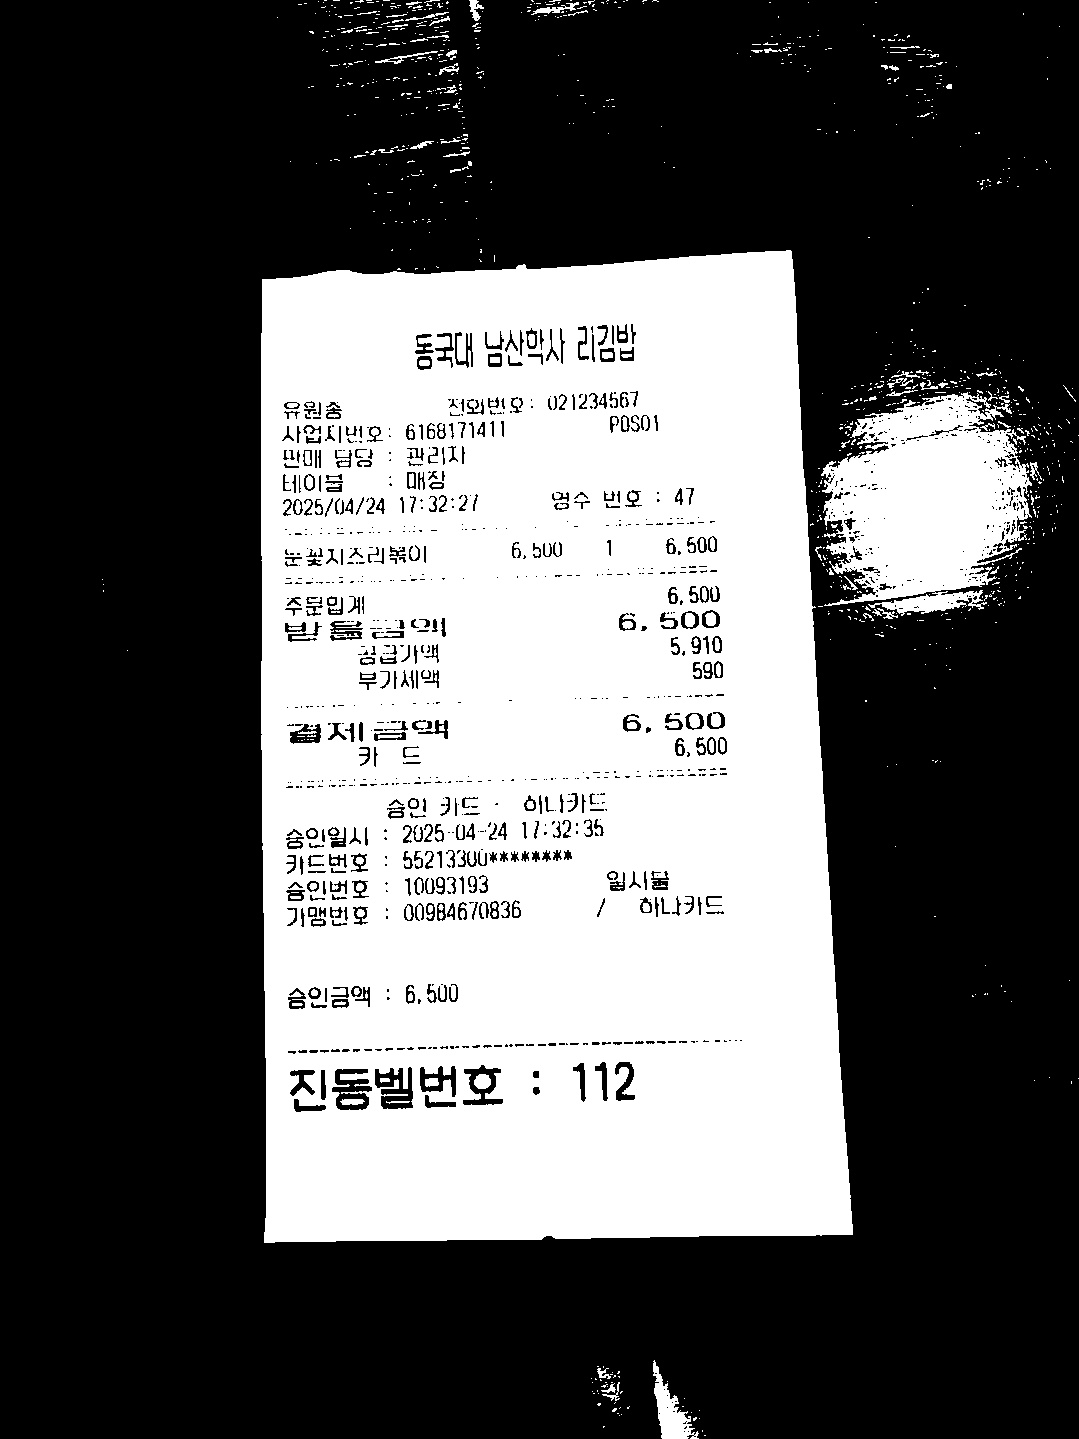 동국대 남산학사 리김밥
유원종 전화번호: 021234567
사업자번호: 6168171411 POS01
판매 담당 : 관리자
테이블 : 매장
2025/04/24 17:32:27 영수 번호 : 47
눈꽃치즈리볶이 6,500 1 6,500
주문합계 6,500
받을금액 6,500
공급가액 5,910
부가세액 590
결제금액 6,500
카 드 6,500
승인 카드 - 하나카드
승인일시 : 2025-04-24 17:32:35
카드번호 : 55213300********
승인번호 : 10093193 일시불
가맹번호 : 00984670836 / 하나카드
승인금액 : 6,500
진동벨번호 : 112